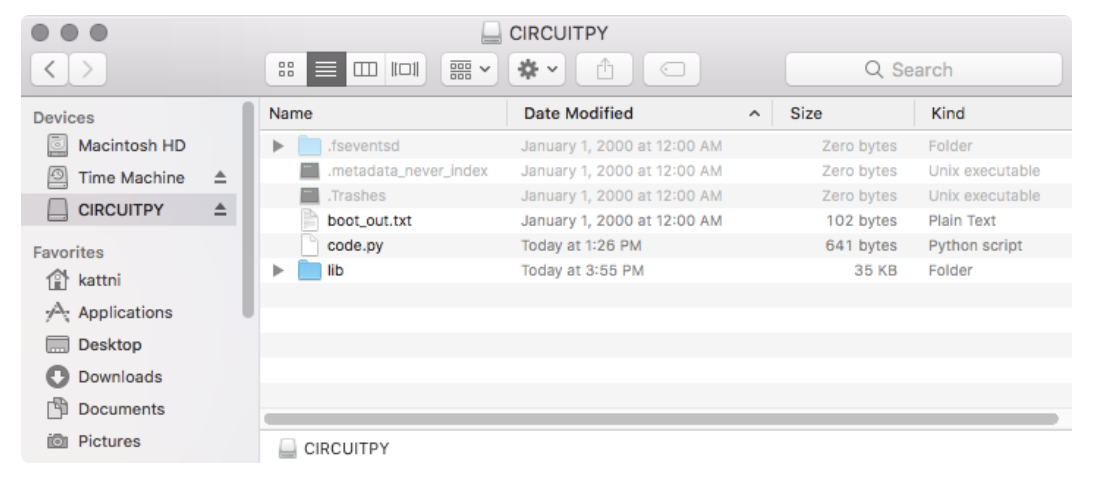 CIRCUITPY
Search
Devices
Macintosh HD
Time Machine
CIRCUITPY
Favorites
kattni
Applications
Desktop
Downloads
Documents
Pictures
Name Date Modified Size Kind
.fseventsd January 1, 2000 at 12:00 AM Zero bytes Folder
.metadata_never_index January 1, 2000 at 12:00 AM Zero bytes Unix executable
.Trashes January 1, 2000 at 12:00 AM Zero bytes Unix executable
boot_out.txt January 1, 2000 at 12:00 AM 102 bytes Plain Text
code.py Today at 1:26 PM 641 bytes Python script
lib Today at 3:55 PM 35 KB Folder
CIRCUITPY